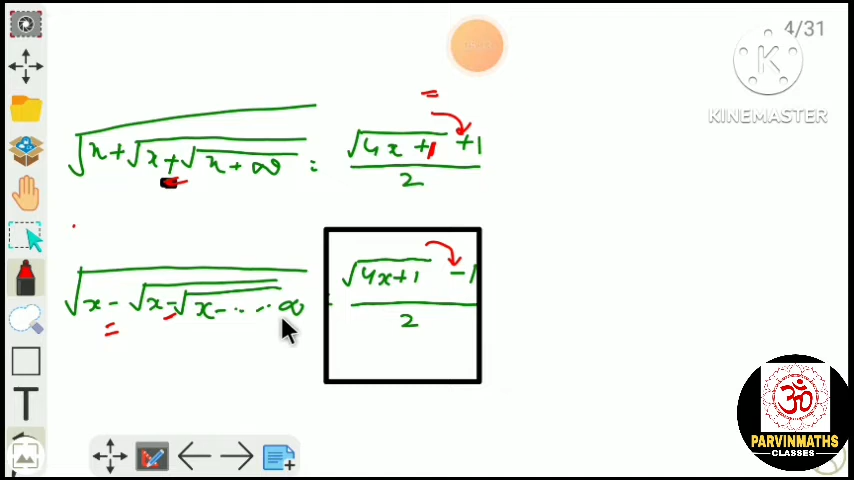 4/31
KINEMASTER
√(x + √(x + √(x + ∞ = (√(4x + 1) + 1)/2
√(x - √(x - √(x - ..... ∞ = (√(4x+1) - 1)/2
T
ॐ
PARVINMATHS
CLASSES